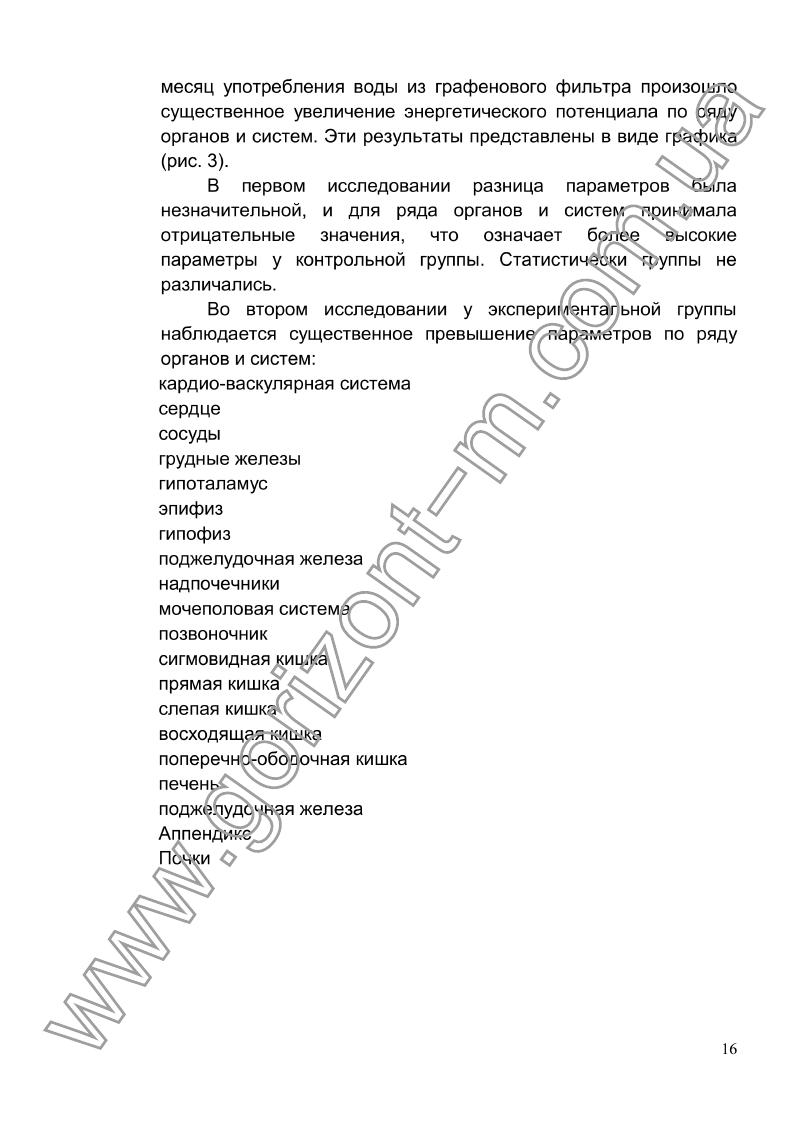 месяц употребления воды из графенового фильтра произошло
существенное увеличение энергетического потенциала по ряду
органов и систем. Эти результаты представлены в виде графика
(рис. 3).
В первом исследовании разница параметров была
незначительной, и для ряда органов и систем принимала
отрицательные значения, что означает более высокие
параметры у контрольной группы. Статистически группы не
различались.
Во втором исследовании у экспериментальной группы
наблюдается существенное превышение параметров по ряду
органов и систем:
кардио-васкулярная система
сердце
сосуды
грудные железы
гипоталамус
эпифиз
гипофиз
поджелудочная железа
надпочечники
мочеполовая система
позвоночник
сигмовидная кишка
прямая кишка
слепая кишка
восходящая кишка
поперечно-ободочная кишка
печень
поджелудочная железа
Аппендикс
Почки
www.gorizont-m.com.ua
16